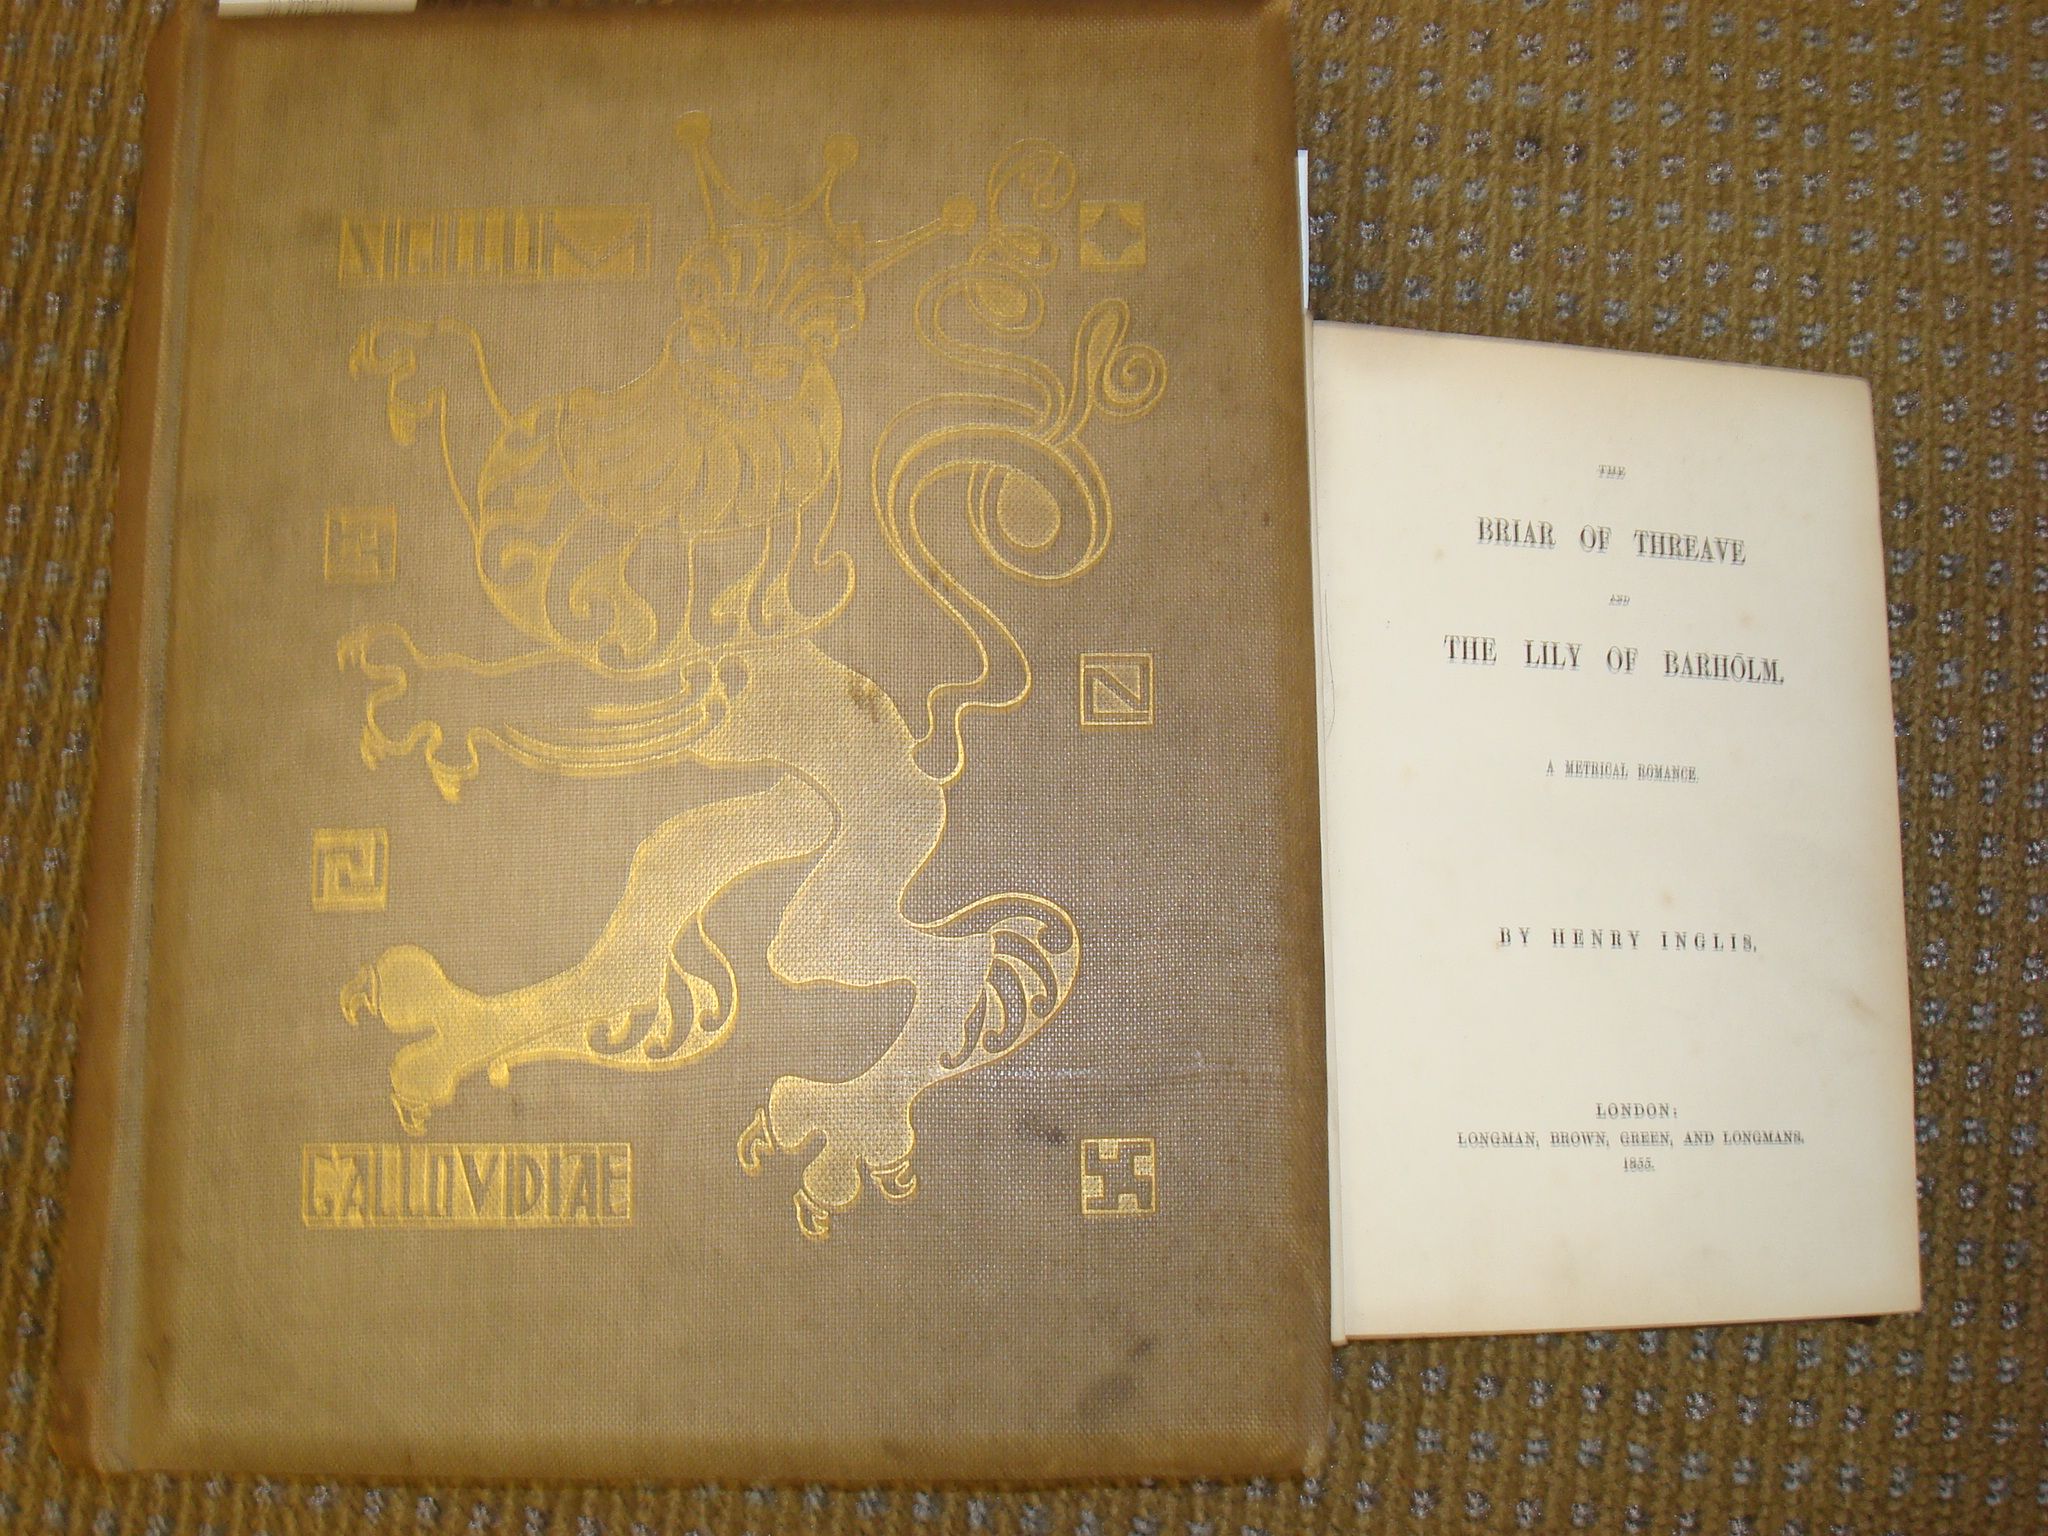 GALLOVIDIAE
THE
BRIAR OF THREAVE
AND
THE LILY OF BARHŌLM.
A METRICAL ROMANCE.
BY HENRY INGLIS.
LONDON:
LONGMAN, BROWN, GREEN, AND LONGMANS.
1855.